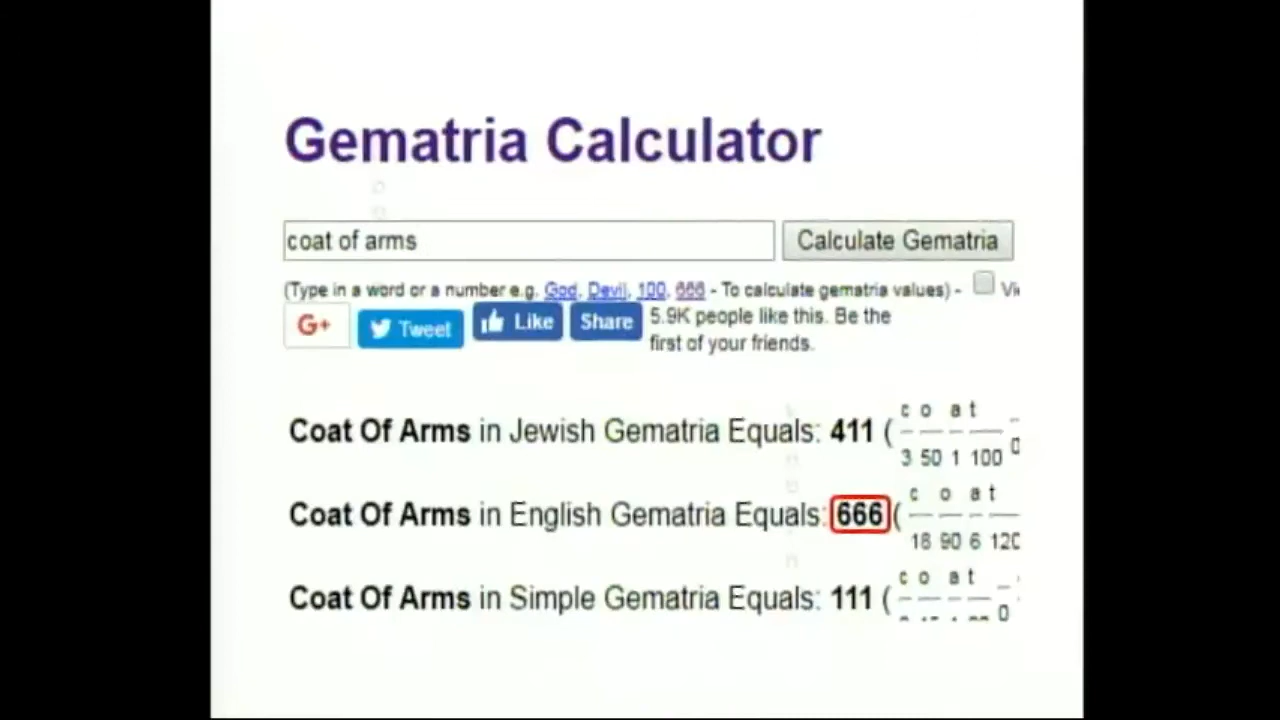 Gematria Calculator
coat of arms
Calculate Gematria
(Type in a word or a number e.g. God, Devil, 100, 666 - To calculate gematria values) -
G+
Tweet
Like
Share
5.9K people like this. Be the
first of your friends.
c o a t
Coat Of Arms in Jewish Gematria Equals: 411 (
3 50 1 100 0
c o a t
Coat Of Arms in English Gematria Equals: 666 (
18 90 6 120
c o a t
Coat Of Arms in Simple Gematria Equals: 111 (
0